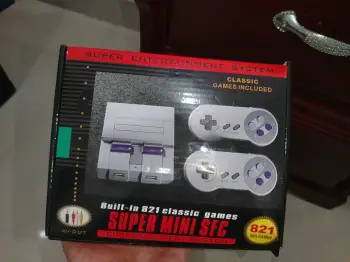 SUPER ENTERTAINMENT SYSTEM
CLASSIC
GAMES INCLUDED
Built-in 821 classic games
SUPER MINI SFC
AV OUT
821